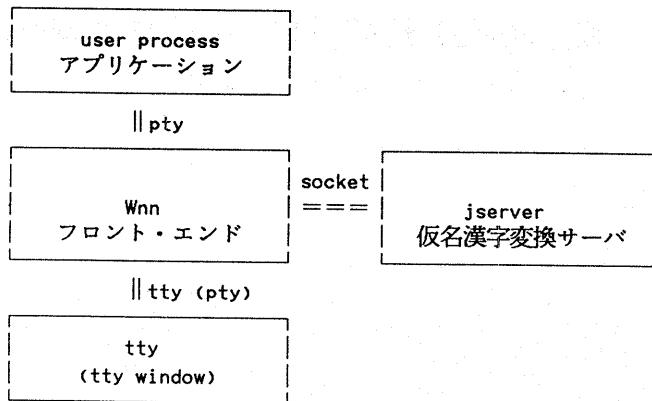 user process
アプリケーション
||pty
Wnn
フロント・エンド
socket
===
jserver
仮名漢字変換サーバ
||tty (pty)
tty
(tty window)